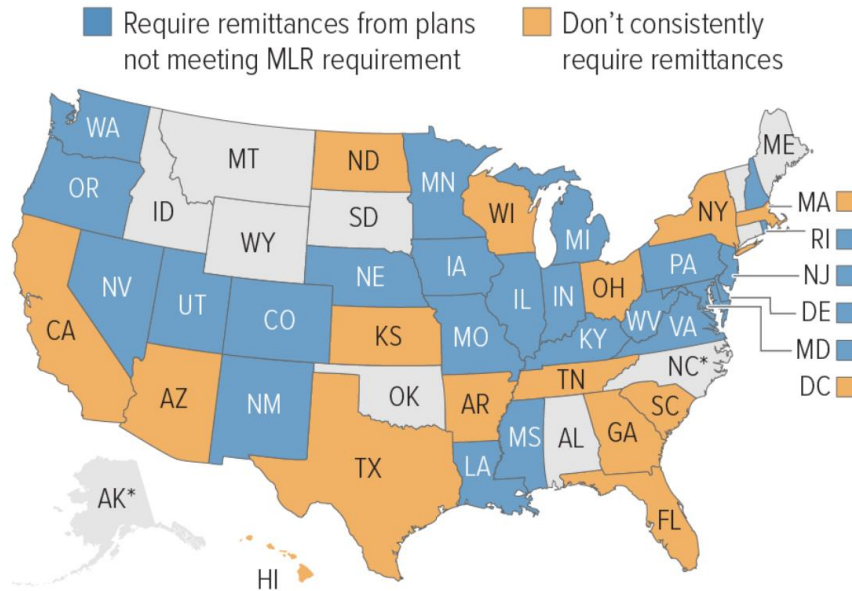 Require remittances from plans
not meeting MLR requirement
Don't consistently
require remittances
WA
MT
ND
MN
ME
OR
ID
SD
WI
NY
MA
WY
MI
RI
NV
NE
IA
PA
NJ
UT
CO
IL
IN
OH
DE
CA
KS
MO
KY
WV
VA
MD
AZ
NM
OK
AR
TN
NC*
DC
TX
LA
MS
AL
GA
SC
AK*
FL
HI